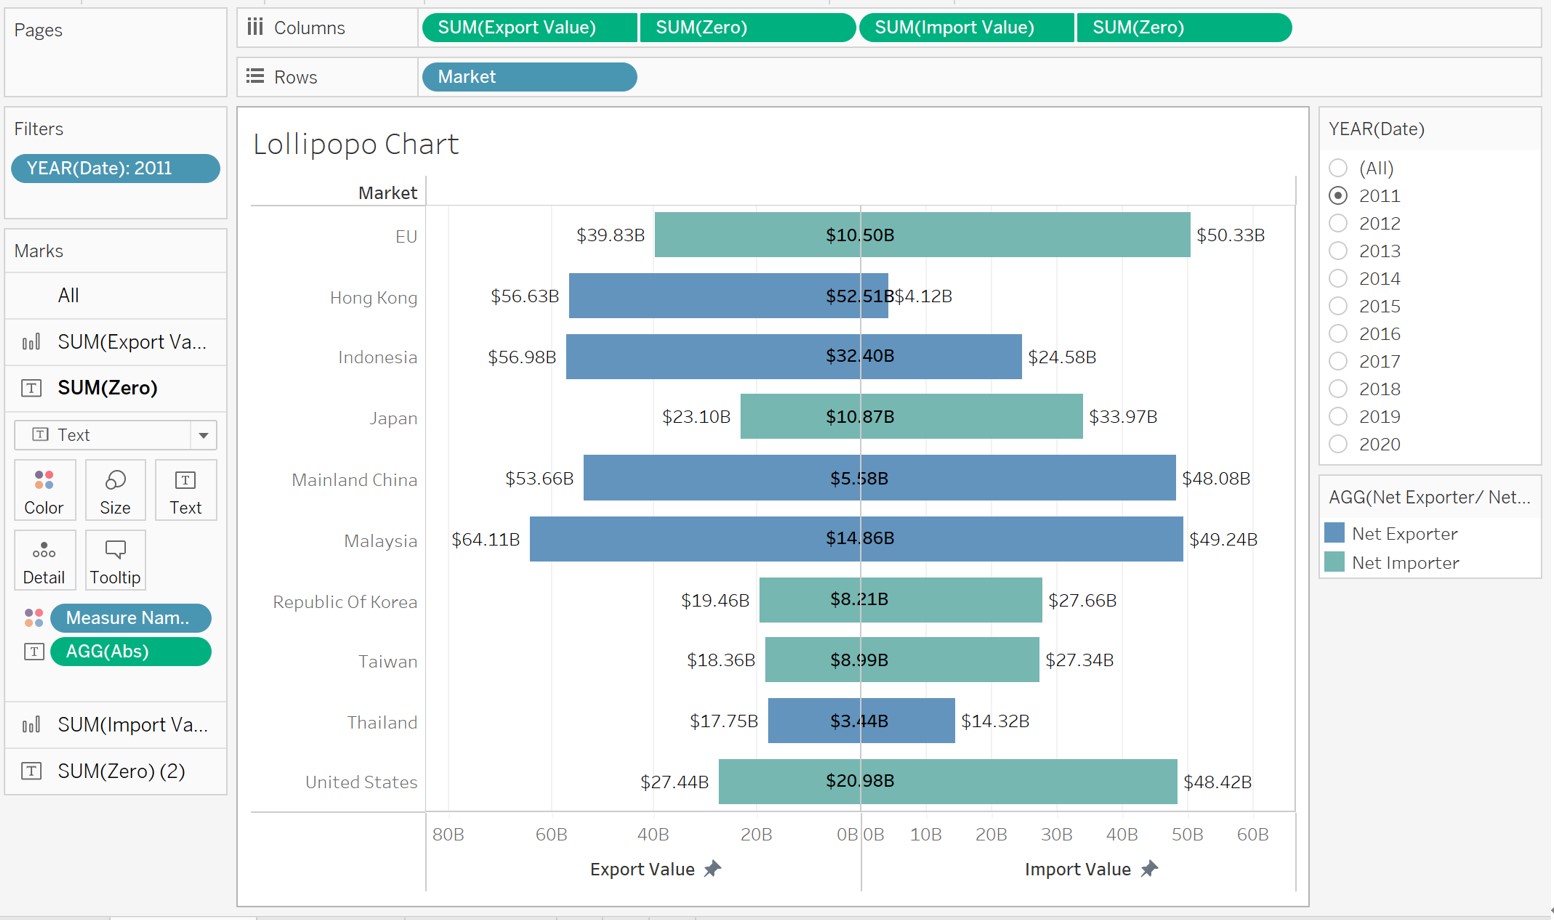 Pages
Columns
SUM(Export Value)
SUM(Zero)
SUM(Import Value)
SUM(Zero)
Rows
Market
Filters
YEAR(Date): 2011
Marks
All
SUM(Export Va...
SUM(Zero)
Text
Color
Size
Text
Detail
Tooltip
Measure Nam..
AGG(Abs)
SUM(Import Va...
SUM(Zero) (2)
Lollipopo Chart
Market
EU $39.83B $10.50B $50.33B
Hong Kong $56.63B $52.51B $4.12B
Indonesia $56.98B $32.40B $24.58B
Japan $23.10B $10.87B $33.97B
Mainland China $53.66B $5.58B $48.08B
Malaysia $64.11B $14.86B $49.24B
Republic Of Korea $19.46B $8.21B $27.66B
Taiwan $18.36B $8.99B $27.34B
Thailand $17.75B $3.44B $14.32B
United States $27.44B $20.98B $48.42B
80B 60B 40B 20B 0B 0B 10B 20B 30B 40B 50B 60B
Export Value
Import Value
YEAR(Date)
(All)
2011
2012
2013
2014
2015
2016
2017
2018
2019
2020
AGG(Net Exporter/ Net...
Net Exporter
Net Importer